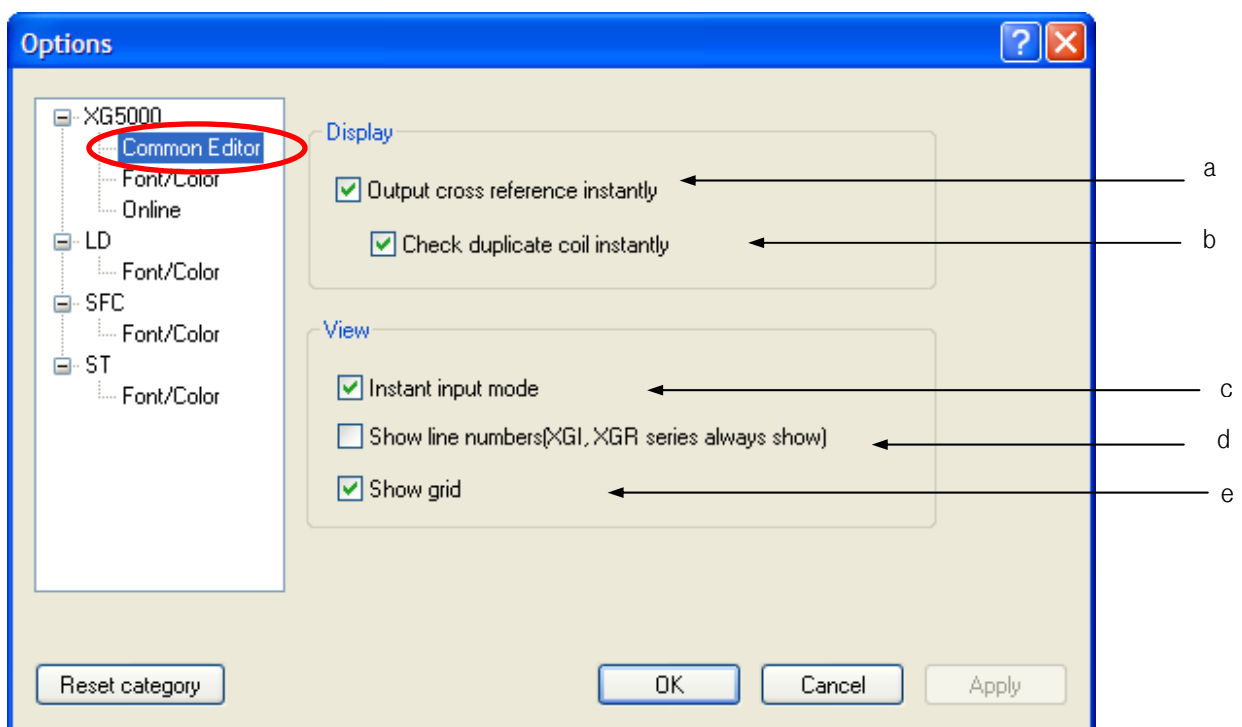 Options
XG5000
Common Editor
Font/Color
Online
LD
Font/Color
SFC
Font/Color
ST
Font/Color
Display
Output cross reference instantly
a
Check duplicate coil instantly
b
View
Instant input mode
c
Show line numbers(XGI, XGR series always show)
d
Show grid
e
Reset category
OK
Cancel
Apply